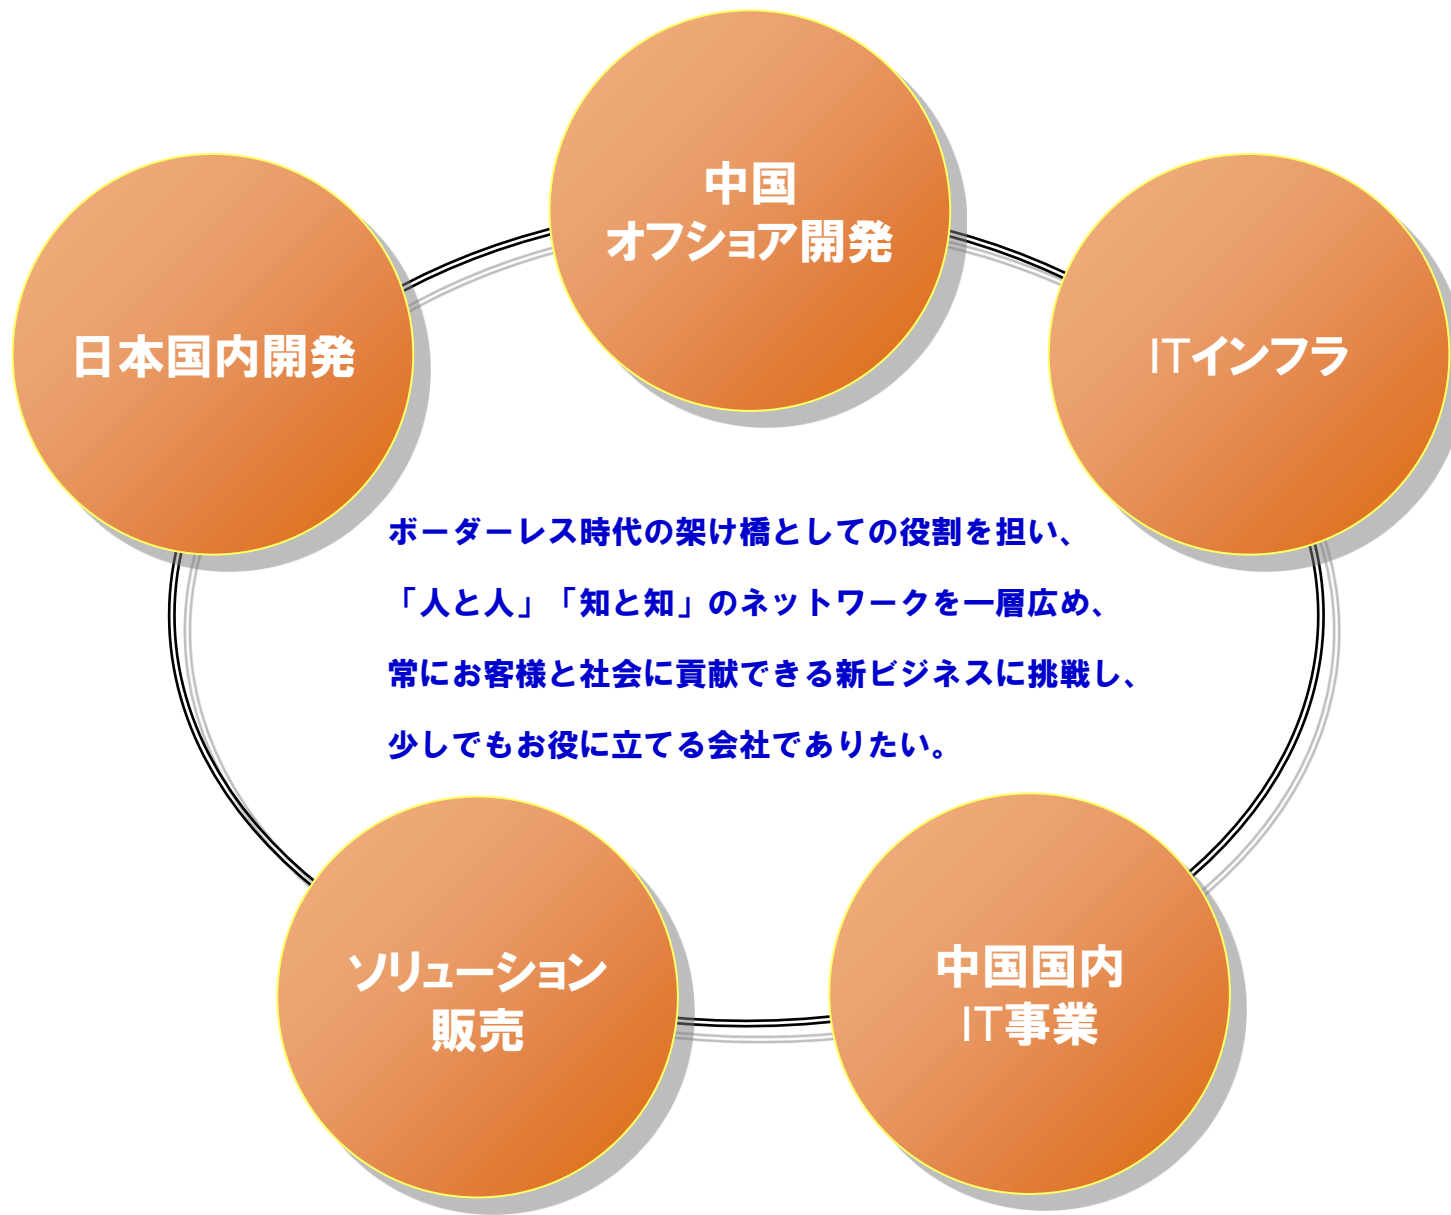 中国
オフショア開発
日本国内開発
ITインフラ
ボーダーレス時代の架け橋としての役割を担い、
「人と人」「知と知」のネットワークを一層広め、
常にお客様と社会に貢献できる新ビジネスに挑戦し、
少しでもお役に立てる会社でありたい。
ソリューション
販売
中国国内
IT事業